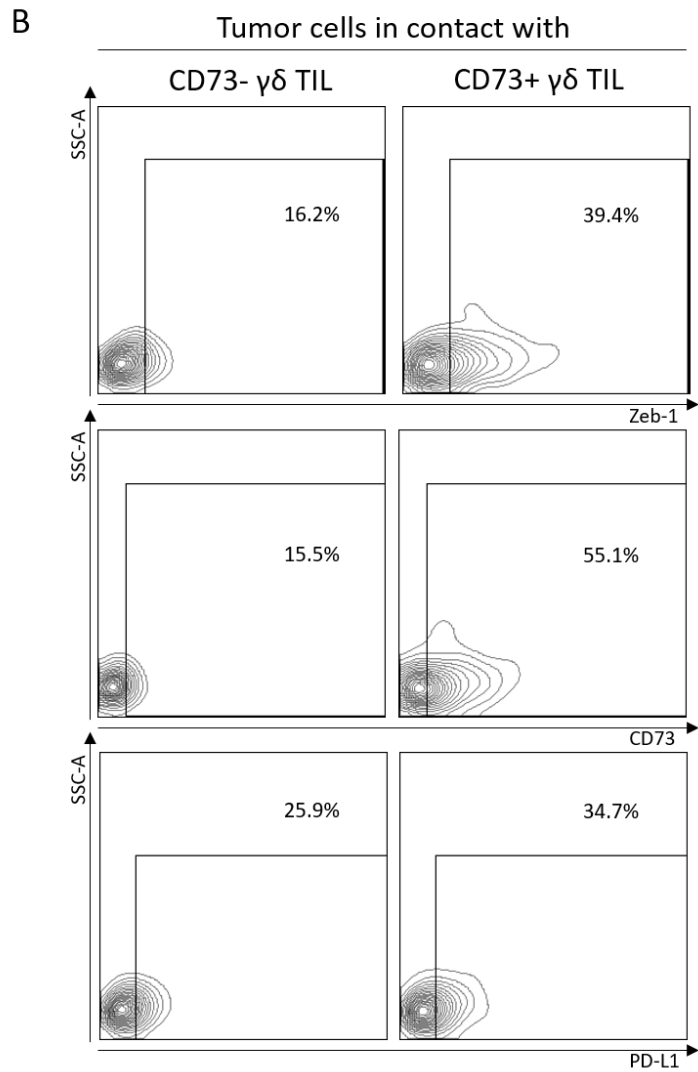 B
Tumor cells in contact with
CD73- γδ TIL
CD73+ γδ TIL
SSC-A
16.2%
39.4%
Zeb-1
SSC-A
15.5%
55.1%
CD73
SSC-A
25.9%
34.7%
PD-L1